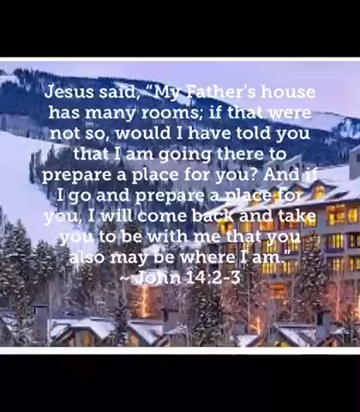 Jesus said, “My Father's house
has many rooms; if that were
not so, would I have told you
that I am going there to
prepare a place for you? And if
I go and prepare a place for
you, I will come back and take
you to be with me that you
also may be where I am.”
~ John 14:2-3